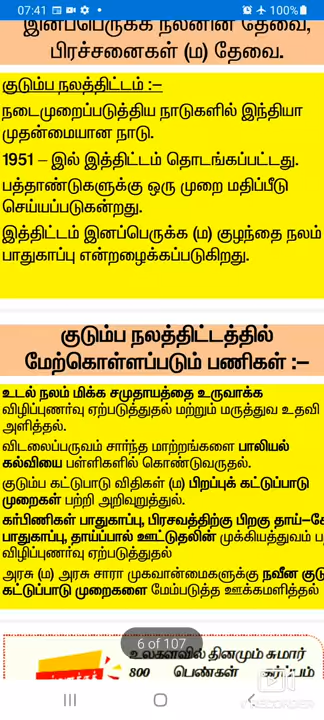 07:41
100%
இனப்பெருக்க நலனின் தேவை,
பிரச்சனைகள் (ம) தேவை.
குடும்ப நலத்திட்டம் :–
நடைமுறைப்படுத்திய நாடுகளில் இந்தியா
முதன்மையான நாடு.
1951 – இல் இத்திட்டம் தொடங்கப்பட்டது.
பத்தாண்டுகளுக்கு ஒரு முறை மதிப்பீடு
செய்யப்படுகன்றது.
இத்திட்டம் இனப்பெருக்க (ம) குழந்தை நலம்
பாதுகாப்பு என்றழைக்கப்படுகிறது.
குடும்ப நலத்திட்டத்தில்
மேற்கொள்ளப்படும் பணிகள் :–
உடல் நலம் மிக்க சமுதாயத்தை உருவாக்க
விழிப்புணர்வு ஏற்படுத்துதல் மற்றும் மருத்துவ உதவி
அளித்தல்.
விடலைப்பருவம் சார்ந்த மாற்றங்களை பாலியல்
கல்வியை பள்ளிகளில் கொண்டுவருதல்.
குடும்ப கட்டுபாடு விதிகள் (ம) பிறப்புக் கட்டுப்பாடு
முறைகள் பற்றி அறிவுறுத்துல்.
கர்பிணிகள் பாதுகாப்பு, பிரசவத்திற்கு பிறகு தாய்–சே
பாதுகாப்பு, தாய்ப்பால் ஊட்டுதலின் முக்கியத்துவம் ப
விழிப்புணர்வு ஏற்படுத்துதல்
அரசு (ம) அரசு சாரா முகவான்மைகளுக்கு நவீன குடு
கட்டுப்பாடு முறைகளை மேம்படுத்த ஊக்கமளித்தல்
6 of 107
உலகளவில் தினமும் சுமார்
800 பெண்கள் கர்ப்பம்